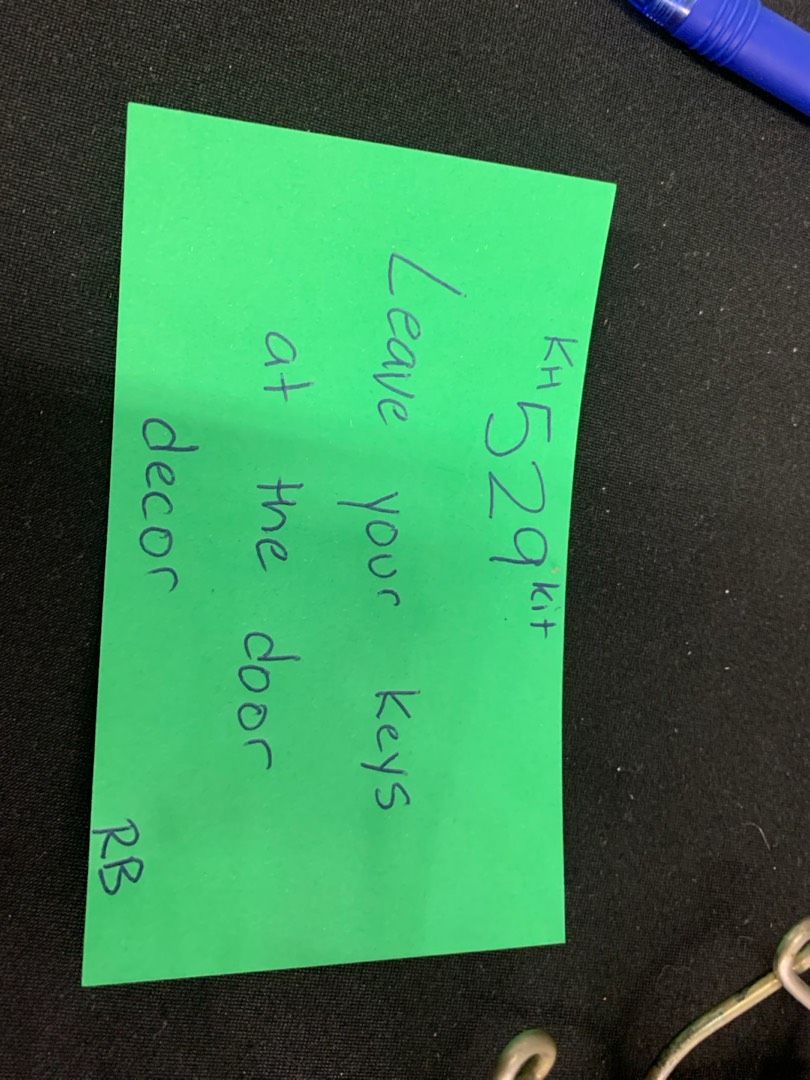 KH 529 kit
Leave your keys
at the door
decor
RB